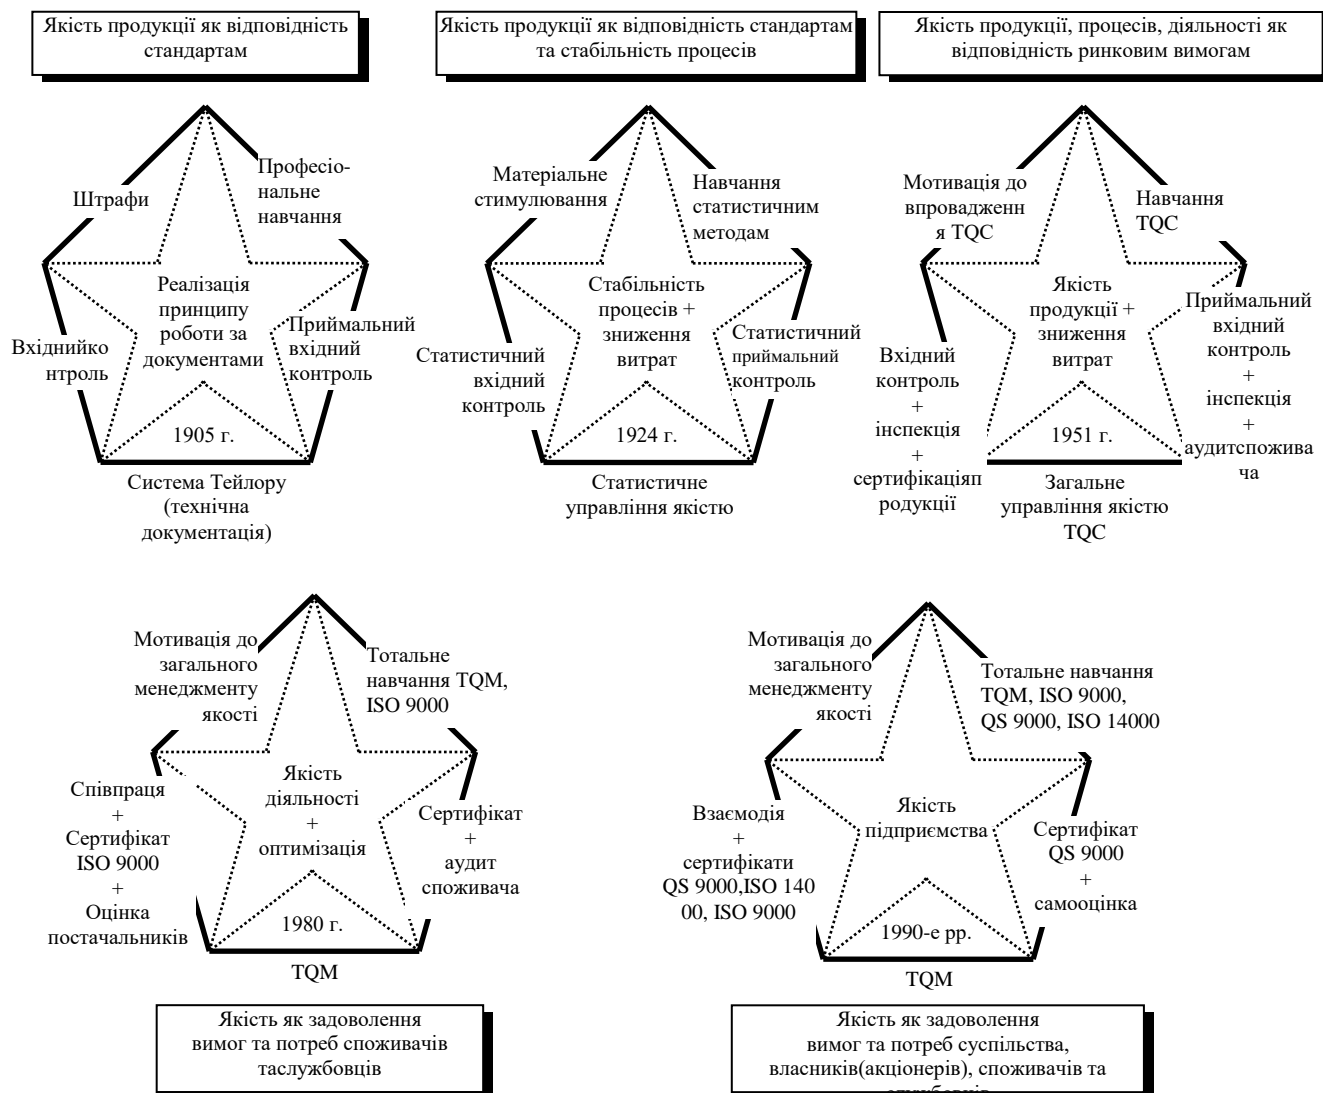 Якість продукції як відповідність
стандартам
Якість продукції як відповідність стандартам
та стабільність процесів
Якість продукції, процесів, діяльності як
відповідність ринковим вимогам
Штрафи
Професіо-
нальне
навчання
Реалізація
принципу
роботи за
документами
Вхіднийко
нтроль
Приймальний
вхідний
контроль
1905 г.
Система Тейлору
(технічна
документація)
Матеріальне
стимулювання
Навчання
статистичним
методам
Стабільність
процесів +
зниження
витрат
Статистичний
вхідний
контроль
Статистичний
приймальний
контроль
1924 г.
Статистичне
управління якістю
Мотивація до
впровадженн
я TQC
Навчання
TQC
Якість
продукції +
зниження
витрат
Вхідний
контроль
+
інспекція
+
сертифікаціяп
родукції
Приймальний
вхідний
контроль
+
інспекція
+
аудитспожива
ча
1951 г.
Загальне
управління якістю
TQC
Мотивація до
загального
менеджменту
якості
Тотальне
навчання TQM,
ISO 9000
Якість
діяльності
+
оптимізація
Співпраця
+
Сертифікат
ISO 9000
+
Оцінка
постачальників
Сертифікат
+
аудит
споживача
1980 г.
TQM
Якість як задоволення
вимог та потреб споживачів
таслужбовців
Мотивація до
загального
менеджменту
якості
Тотальне навчання
TQM, ISO 9000,
QS 9000, ISO 14000
Якість
підприємства
Взаємодія
+
сертифікати
QS 9000,ISO 140
00, ISO 9000
Сертифікат
QS 9000
+
самооцінка
1990-е рр.
TQM
Якість як задоволення
вимог та потреб суспільства,
власників(акціонерів), споживачів та